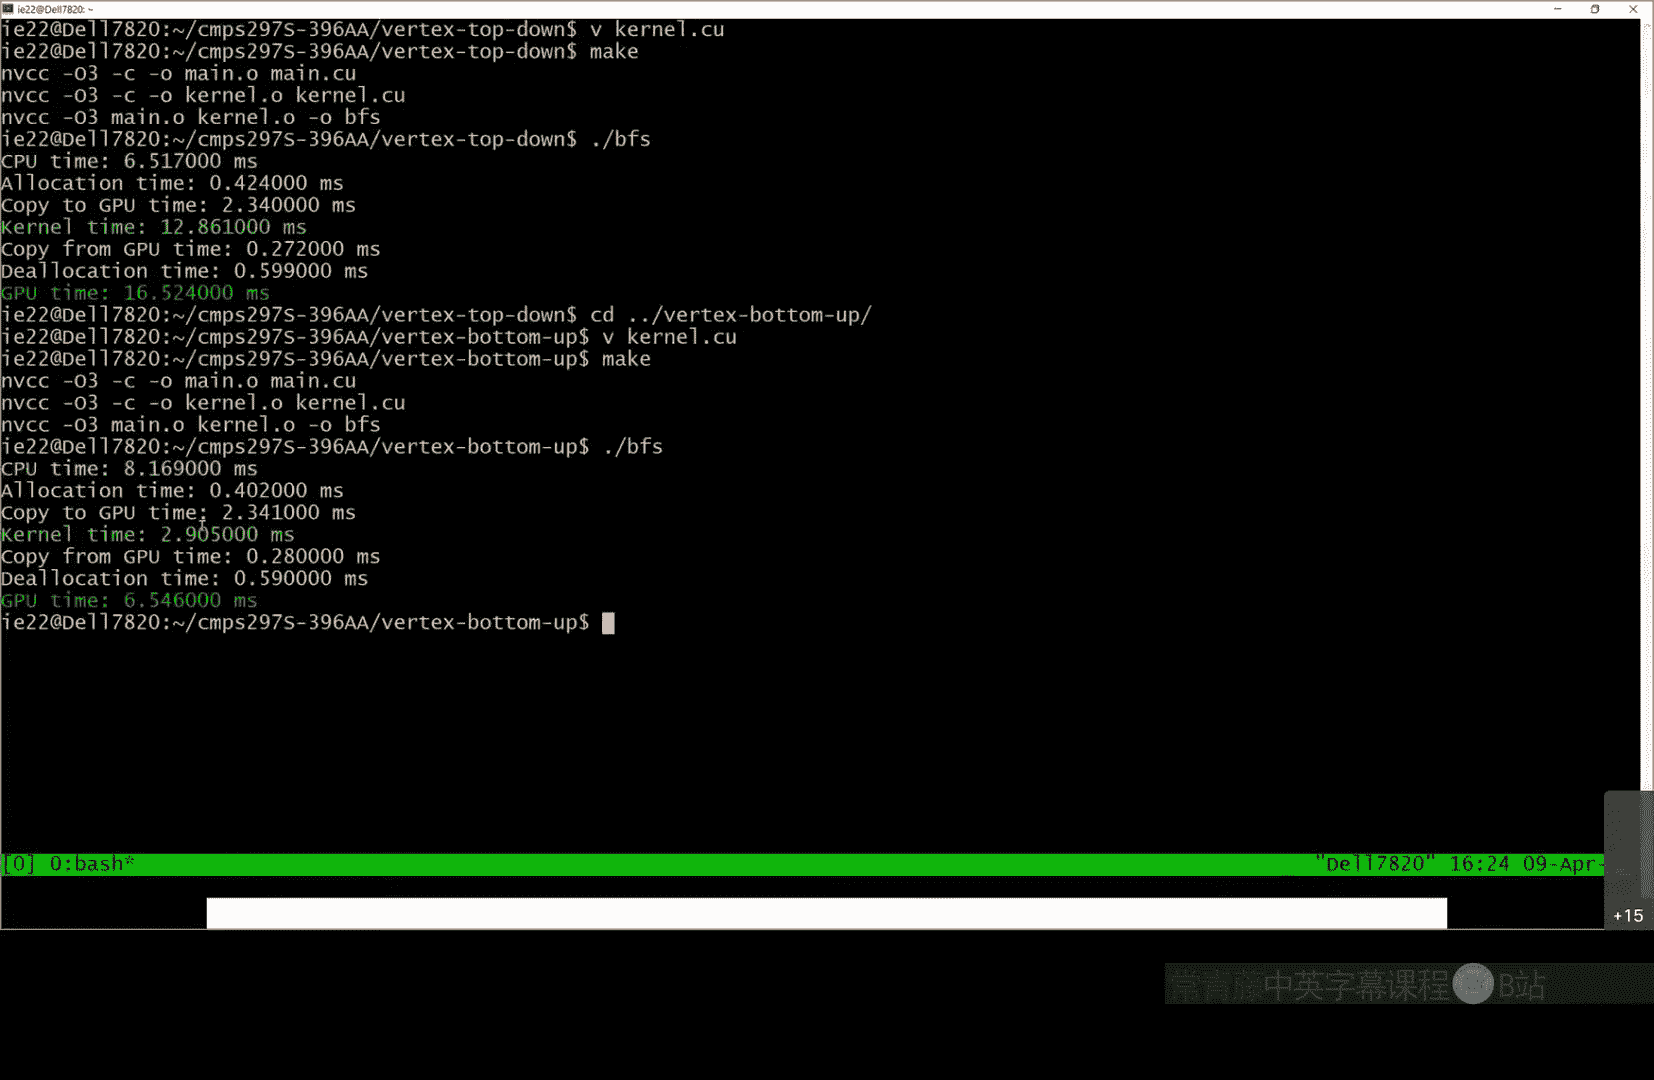 ie22@Dell7820: ~
ie22@Dell7820:~/cmps297S-396AA/vertex-top-down$ v kernel.cu
ie22@Dell7820:~/cmps297S-396AA/vertex-top-down$ make
nvcc -O3 -c -o main.o main.cu
nvcc -O3 -c -o kernel.o kernel.cu
nvcc -O3 main.o kernel.o -o bfs
ie22@Dell7820:~/cmps297S-396AA/vertex-top-down$ ./bfs
CPU time: 6.517000 ms
Allocation time: 0.424000 ms
Copy to GPU time: 2.340000 ms
Kernel time: 12.861000 ms
Copy from GPU time: 0.272000 ms
Deallocation time: 0.599000 ms
GPU time: 16.524000 ms
ie22@Dell7820:~/cmps297S-396AA/vertex-top-down$ cd ../vertex-bottom-up/
ie22@Dell7820:~/cmps297S-396AA/vertex-bottom-up$ v kernel.cu
ie22@Dell7820:~/cmps297S-396AA/vertex-bottom-up$ make
nvcc -O3 -c -o main.o main.cu
nvcc -O3 -c -o kernel.o kernel.cu
nvcc -O3 main.o kernel.o -o bfs
ie22@Dell7820:~/cmps297S-396AA/vertex-bottom-up$ ./bfs
CPU time: 8.169000 ms
Allocation time: 0.402000 ms
Copy to GPU time: 2.341000 ms
Kernel time: 2.905000 ms
Copy from GPU time: 0.280000 ms
Deallocation time: 0.590000 ms
GPU time: 6.546000 ms
ie22@Dell7820:~/cmps297S-396AA/vertex-bottom-up$
[0] 0:bash* "Dell7820" 16:24 09-Apr-
+15
常青藤中英字幕课程 B站